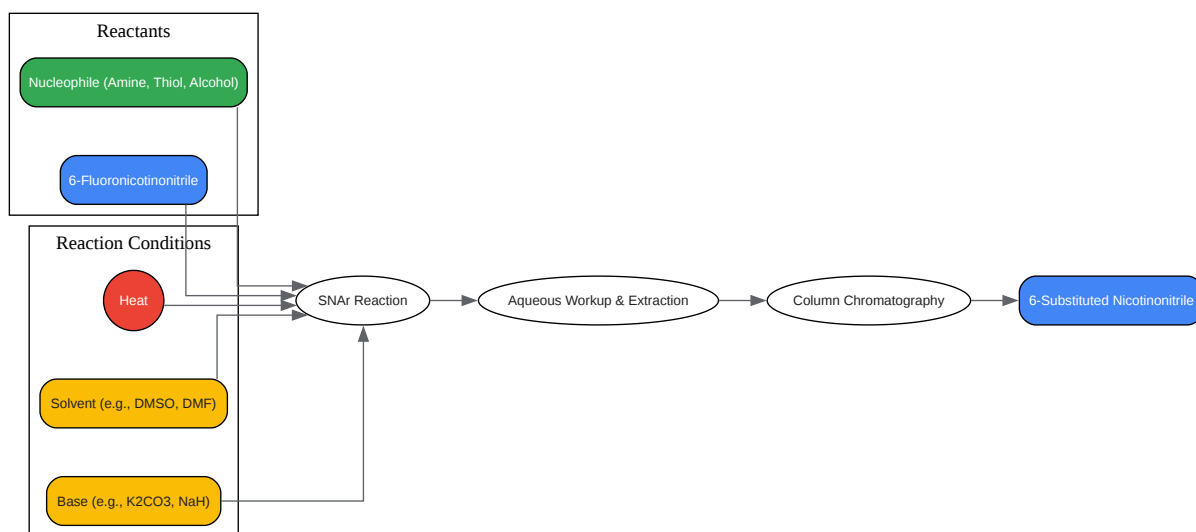 Reactants
Nucleophile (Amine, Thiol, Alcohol)
6-Fluoronicotinonitrile
Reaction Conditions
Heat
Solvent (e.g., DMSO, DMF)
Base (e.g., K2CO3, NaH)
SNAr Reaction
Aqueous Workup & Extraction
Column Chromatography
6-Substituted Nicotinonitrile